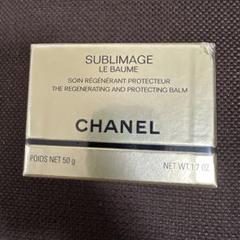 SUBLIMAGE
LE BAUME
SOIN RÉGÉNÉRANT PROTECTEUR
THE REGENERATING AND PROTECTING BALM
CHANEL
POIDS NET 50 g NET WT. 1.7 OZ.